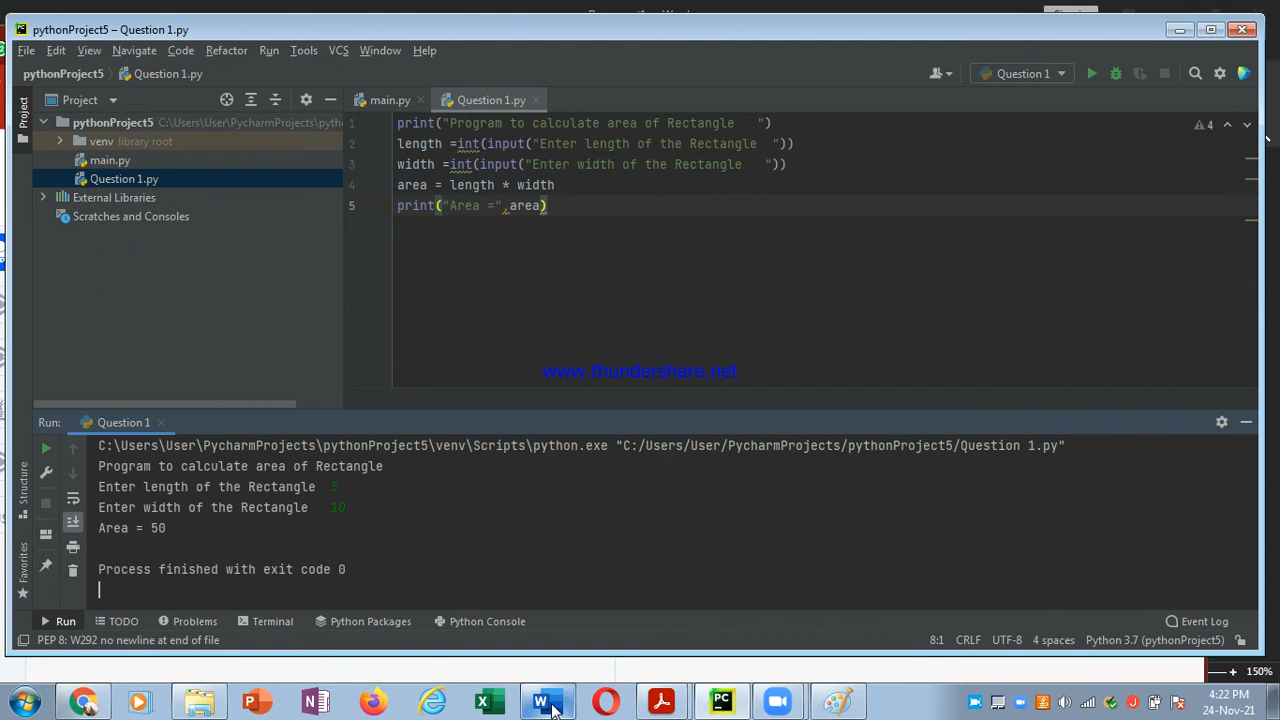 pythonProject5 – Question 1.py
File Edit View Navigate Code Refactor Run Tools VCS Window Help
pythonProject5 Question 1.py Question 1
Project Project main.py Question 1.py
pythonProject5 C:\Users\User\PycharmProjects\pytho
venv library root
main.py
Question 1.py
External Libraries
Scratches and Consoles
1 print("Program to calculate area of Rectangle   ")
2 length =int(input("Enter length of the Rectangle  "))
3 width =int(input("Enter width of the Rectangle   "))
4 area = length * width
5 print("Area =",area)
4
www.thundershare.net
Run: Question 1
C:\Users\User\PycharmProjects\pythonProject5\venv\Scripts\python.exe "C:/Users/User/PycharmProjects/pythonProject5/Question 1.py"
Program to calculate area of Rectangle
Enter length of the Rectangle  5
Enter width of the Rectangle   10
Area = 50
Process finished with exit code 0
Structure
Favorites
Run TODO Problems Terminal Python Packages Python Console Event Log
PEP 8: W292 no newline at end of file 8:1 CRLF UTF-8 4 spaces Python 3.7 (pythonProject5)
150%
4:22 PM
24-Nov-21